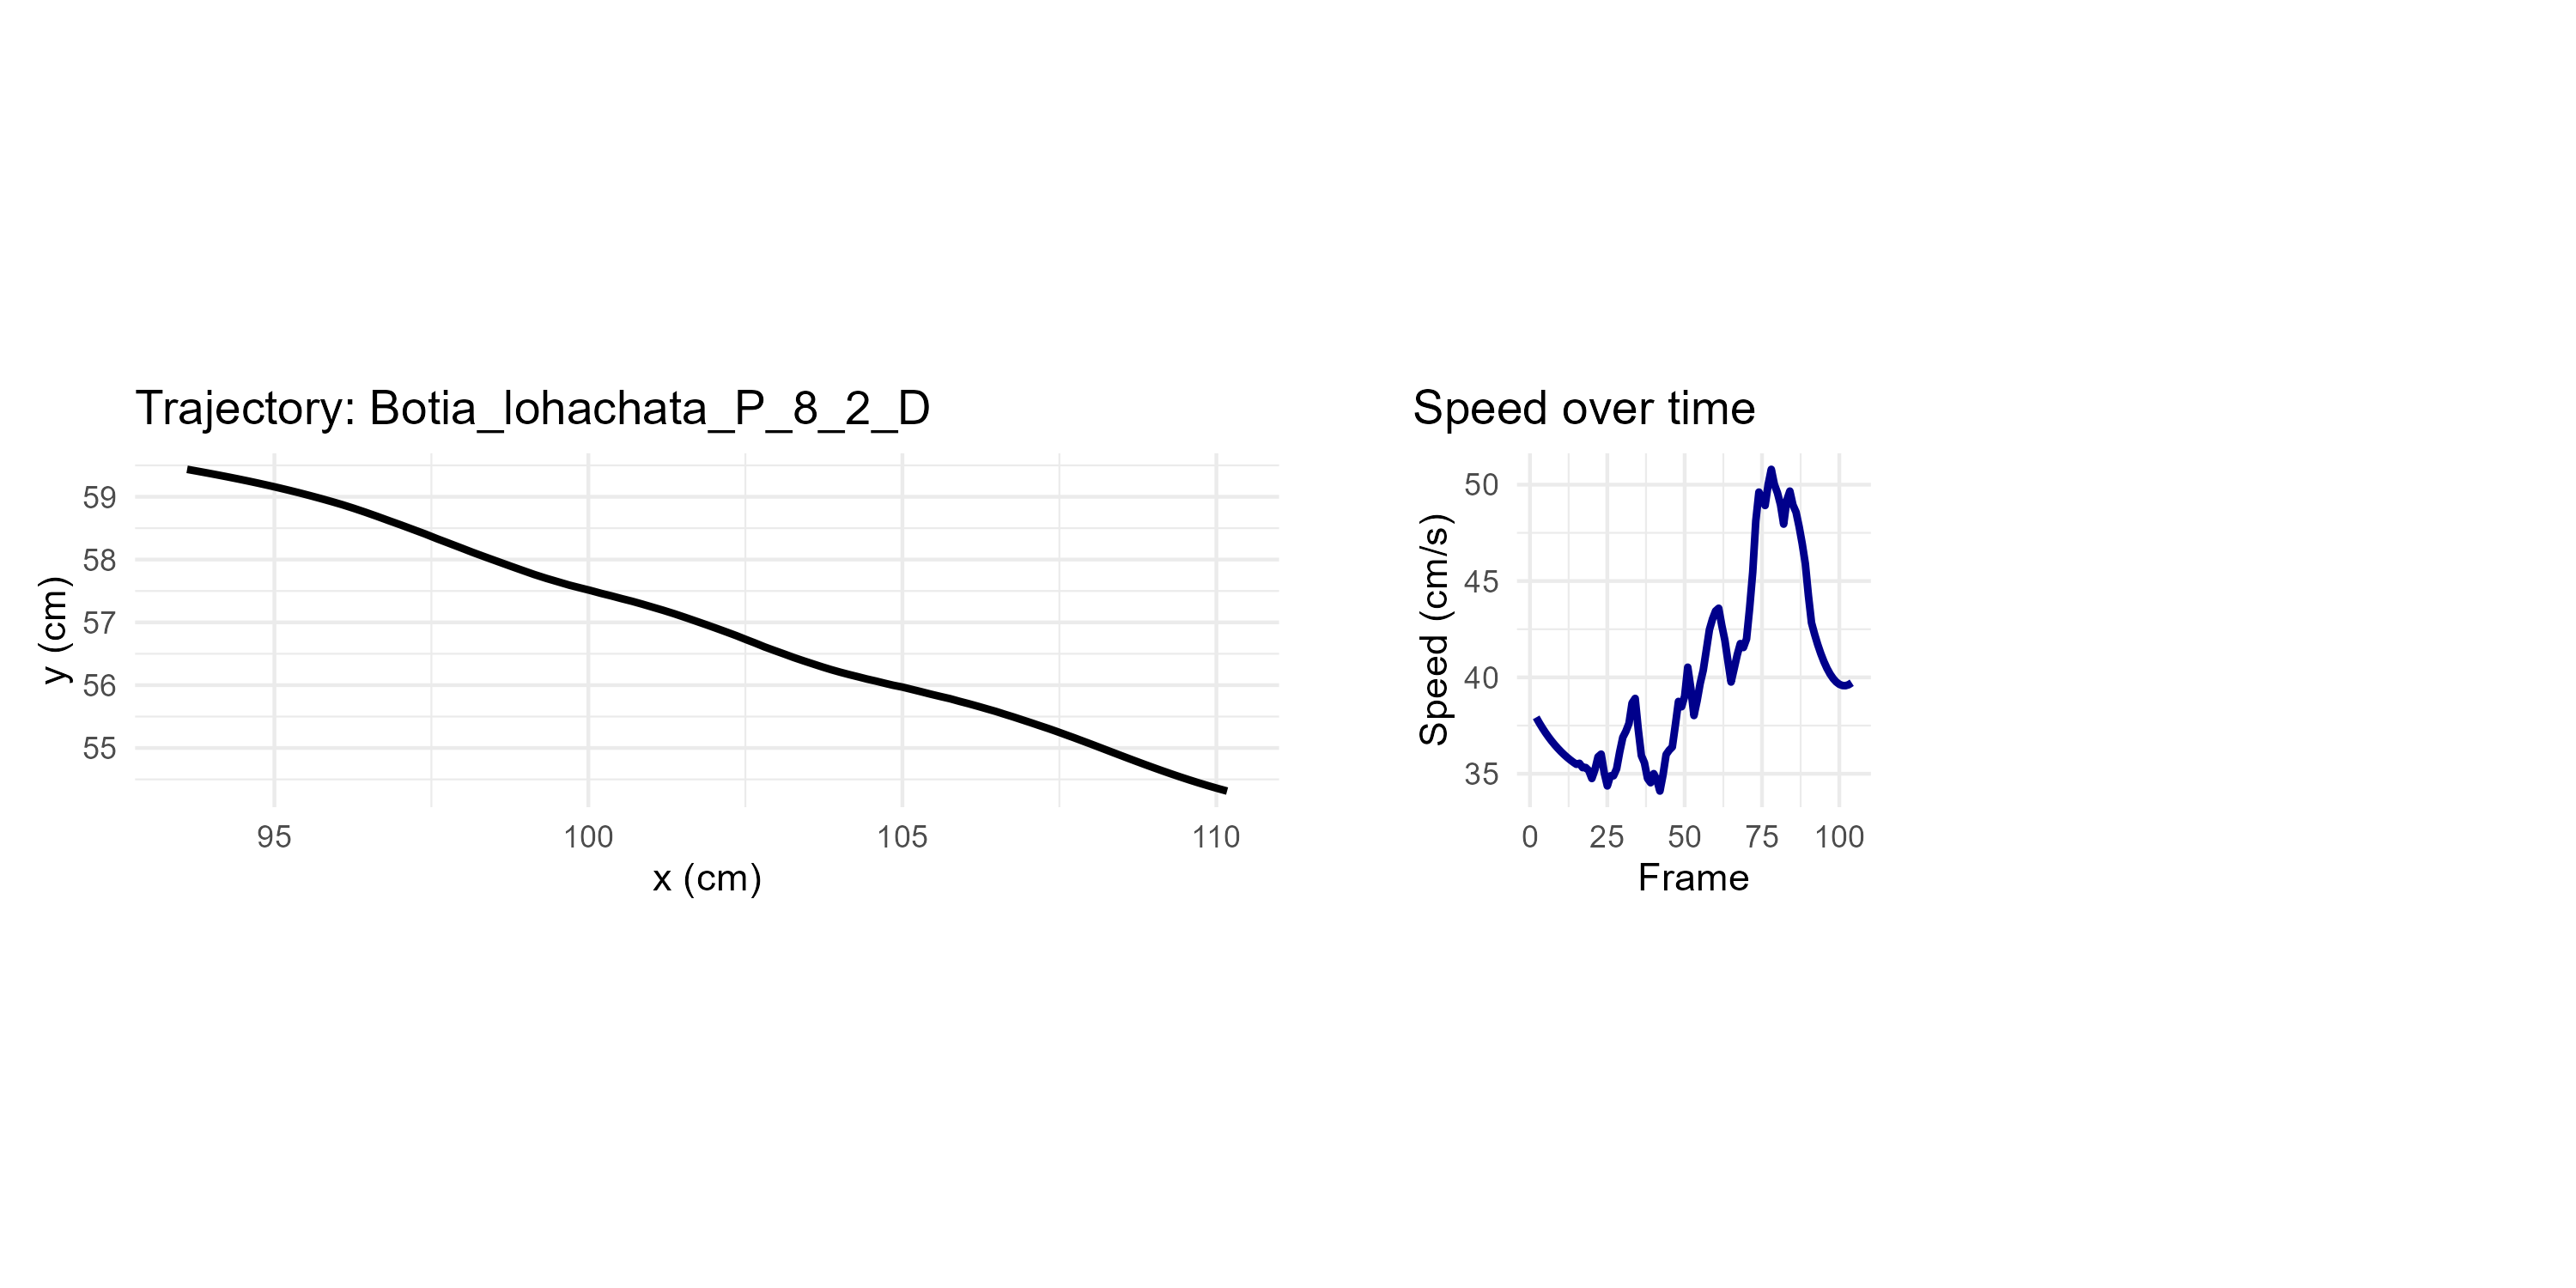 Trajectory: Botia_lohachata_P_8_2_D
59
58
57
56
55
y (cm)
95 100 105 110
x (cm)
Speed over time
50
45
40
35
Speed (cm/s)
0 25 50 75 100
Frame